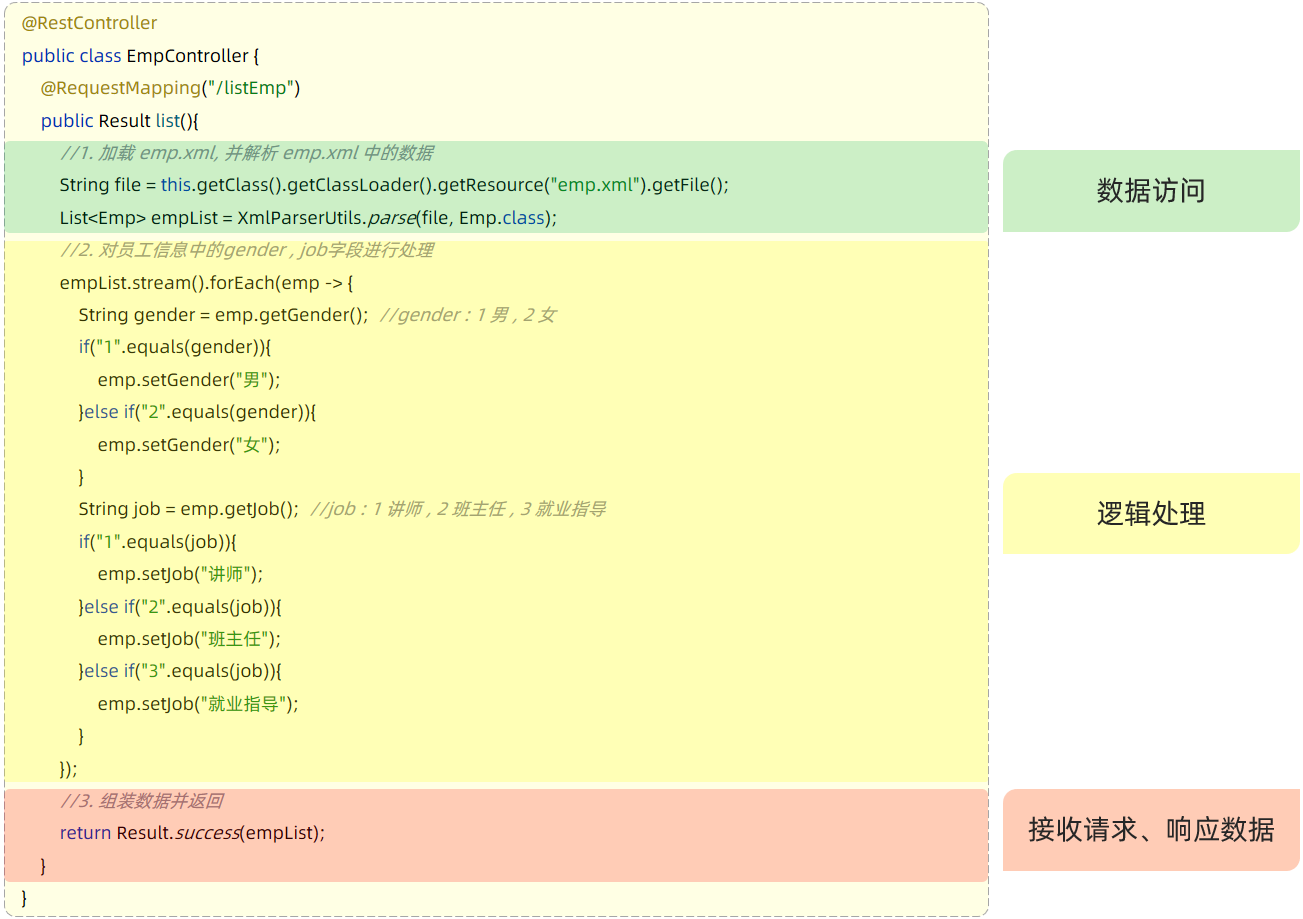 @RestController
public class EmpController {
@RequestMapping("/listEmp")
public Result list(){
//1. 加载 emp.xml, 并解析 emp.xml 中的数据
String file = this.getClass().getClassLoader().getResource("emp.xml").getFile();
List<Emp> empList = XmlParserUtils.parse(file, Emp.class);
数据访问
//2. 对员工信息中的gender , job字段进行处理
empList.stream().forEach(emp -> {
String gender = emp.getGender(); //gender : 1 男 , 2 女
if("1".equals(gender)){
emp.setGender("男");
}else if("2".equals(gender)){
emp.setGender("女");
}
String job = emp.getJob(); //job : 1 讲师 , 2 班主任 , 3 就业指导
if("1".equals(job)){
emp.setJob("讲师");
}else if("2".equals(job)){
emp.setJob("班主任");
}else if("3".equals(job)){
emp.setJob("就业指导");
}
});
逻辑处理
//3. 组装数据并返回
return Result.success(empList);
}
接收请求、响应数据
}